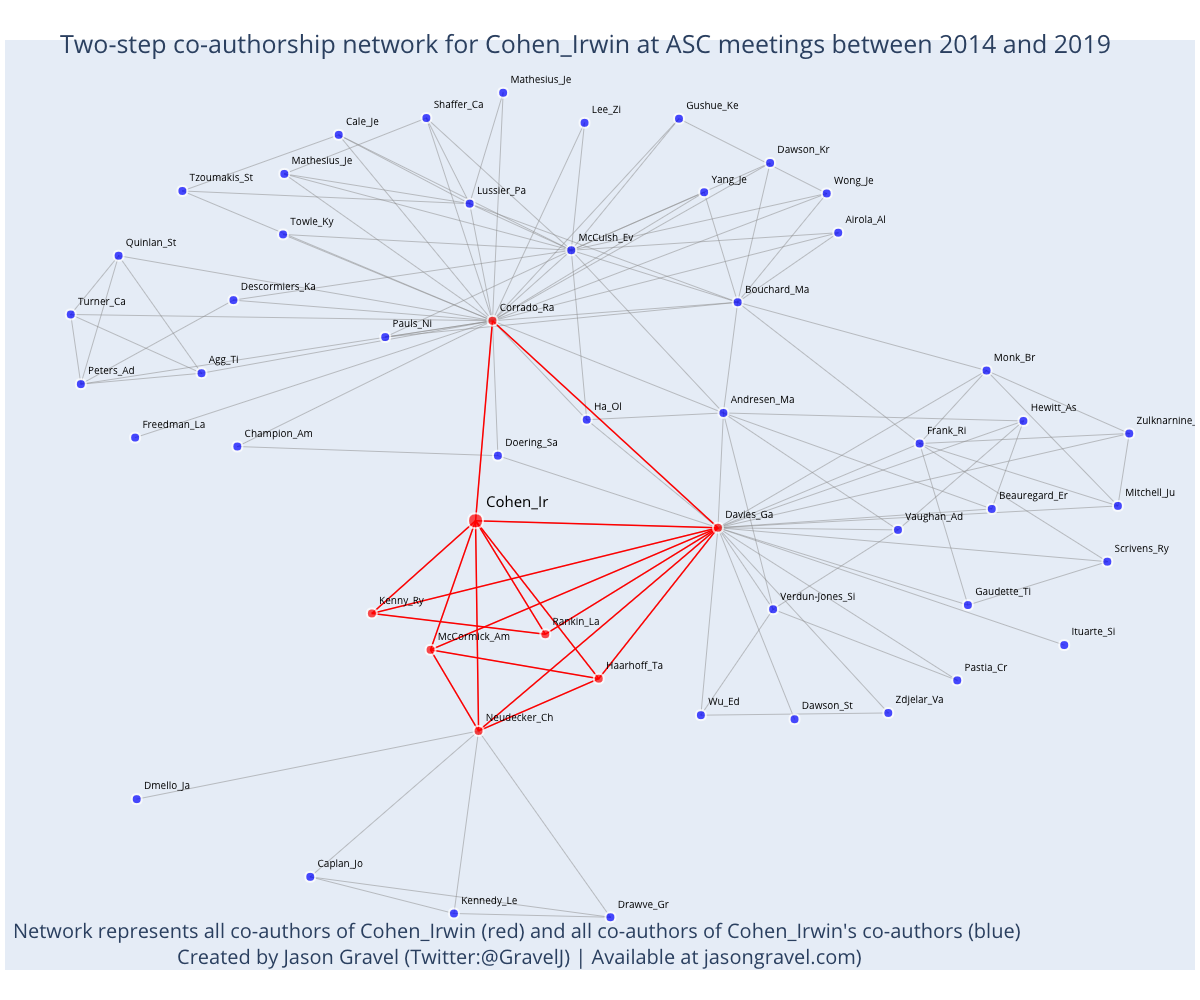 Two-step co-authorship network for Cohen_Irwin at ASC meetings between 2014 and 2019
Mathesius_Je
Shaffer_Ca
Lee_Zi
Gushue_Ke
Cale_Je
Dawson_Kr
Mathesius_Je
Tzoumakis_St
Yang_Je
Wong_Je
Lussier_Pa
Towle_Ky
Airola_Al
McCuish_Ev
Quinlan_St
Descormiers_Ka
Bouchard_Ma
Turner_Ca
Corrado_Ra
Pauls_Ni
Agg_Ti
Peters_Ad
Monk_Br
Andresen_Ma
Ha_Ol
Hewitt_As
Freedman_La
Zulknarnine_
Champion_Am
Frank_Ri
Doering_Sa
Cohen_Ir
Beauregard_Er
Mitchell_Ju
Davies_Ga
Vaughan_Ad
Scrivens_Ry
Kenny_Ry
Verdun-Jones_Si
Gaudette_Ti
Rankin_La
Ituarte_Si
McCormick_Am
Haarhoff_Ta
Pastia_Cr
Wu_Ed
Dawson_St
Zdjelar_Va
Neudecker_Ch
Dmello_Ja
Caplan_Jo
Kennedy_Le
Drawve_Gr
Network represents all co-authors of Cohen_Irwin (red) and all co-authors of Cohen_Irwin's co-authors (blue)
Created by Jason Gravel (Twitter:@GravelJ) | Available at jasongravel.com)